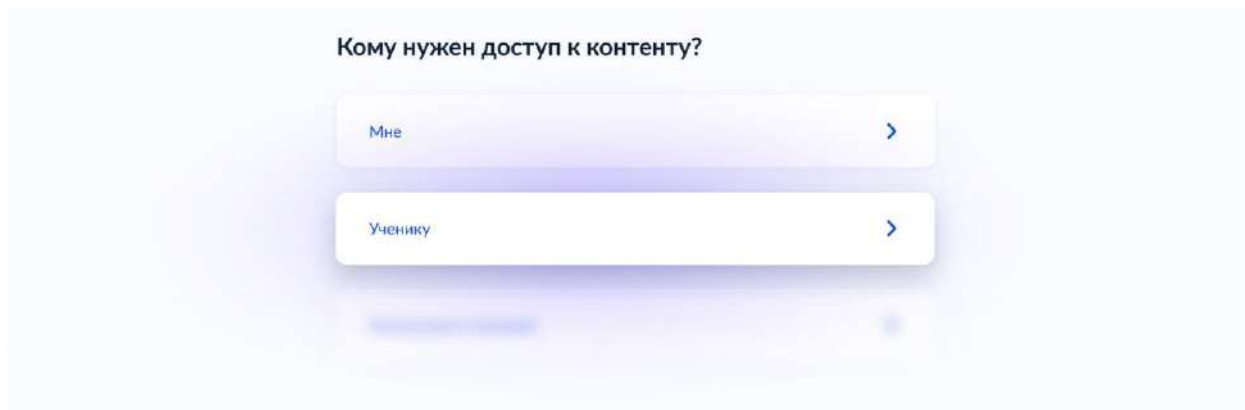 Кому нужен доступ к контенту?
Мне
Ученику